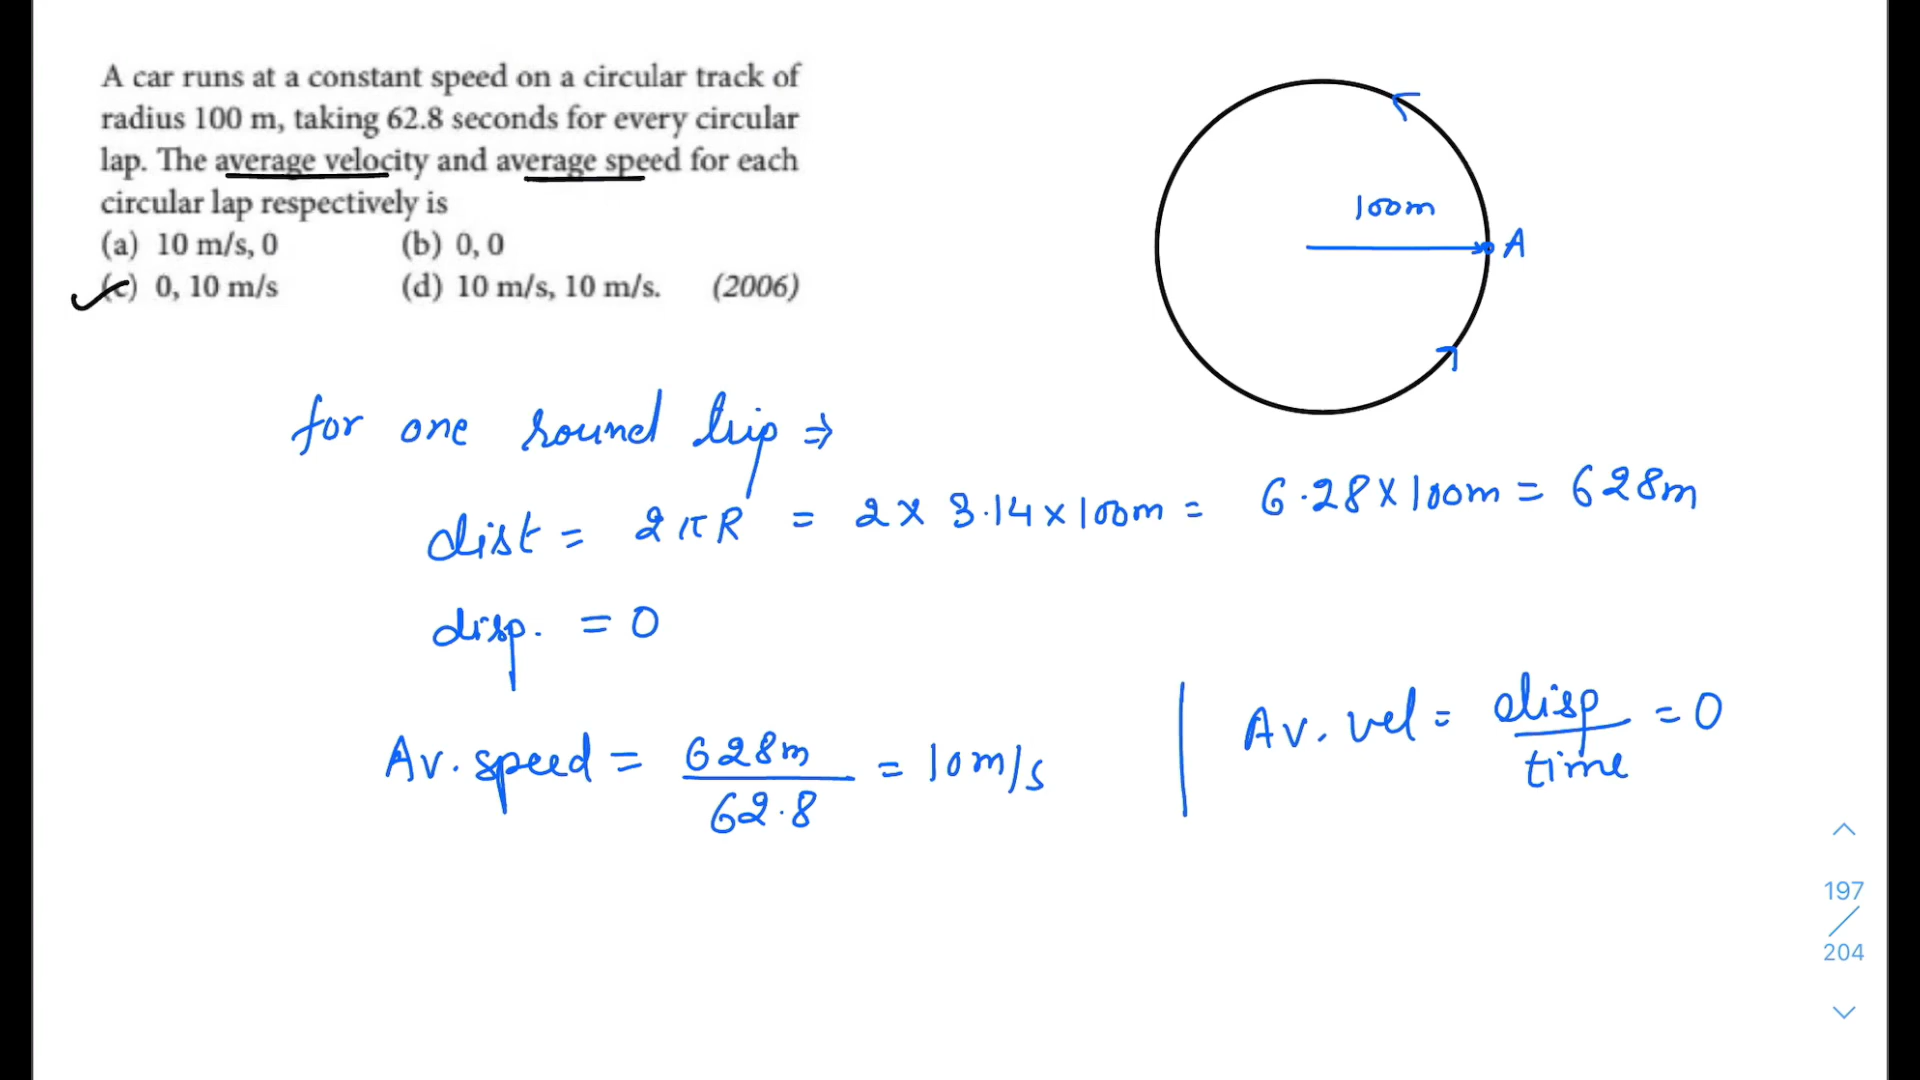 A car runs at a constant speed on a circular track of
radius 100 m, taking 62.8 seconds for every circular
lap. The average velocity and average speed for each
circular lap respectively is
(a) 10 m/s, 0 (b) 0, 0
(c) 0, 10 m/s (d) 10 m/s, 10 m/s. (2006)
100m
A
for one round trip ⇒
dist = 2πR = 2 × 3.14 × 100m = 6.28 × 100m = 628m
disp. = 0
Av. speed = 628m / 62.8 = 10 m/s
Av. vel = disp / time = 0
197
/
204